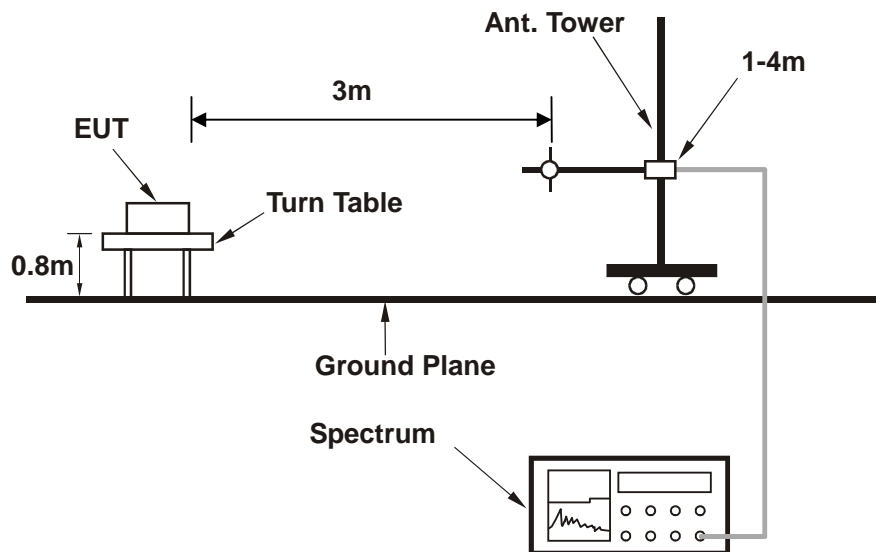 Ant. Tower
1-4m
3m
EUT
Turn Table
0.8m
Ground Plane
Spectrum